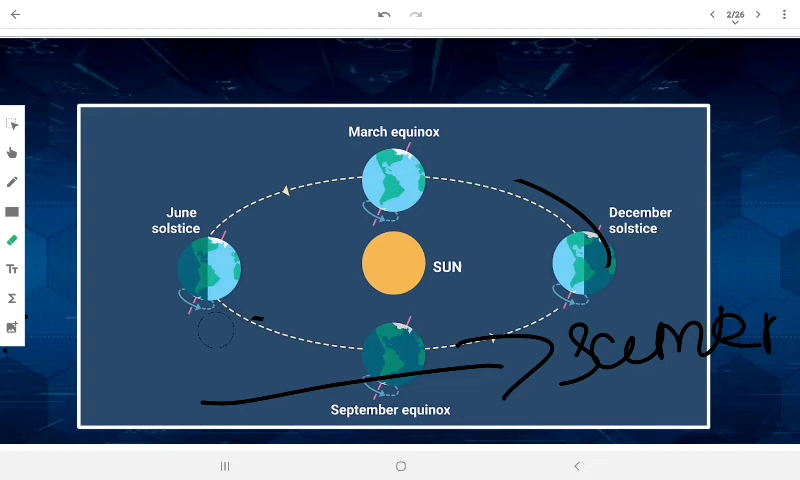 2/26
March equinox
June
solstice
December
solstice
SUN
September equinox
Tт
Σ